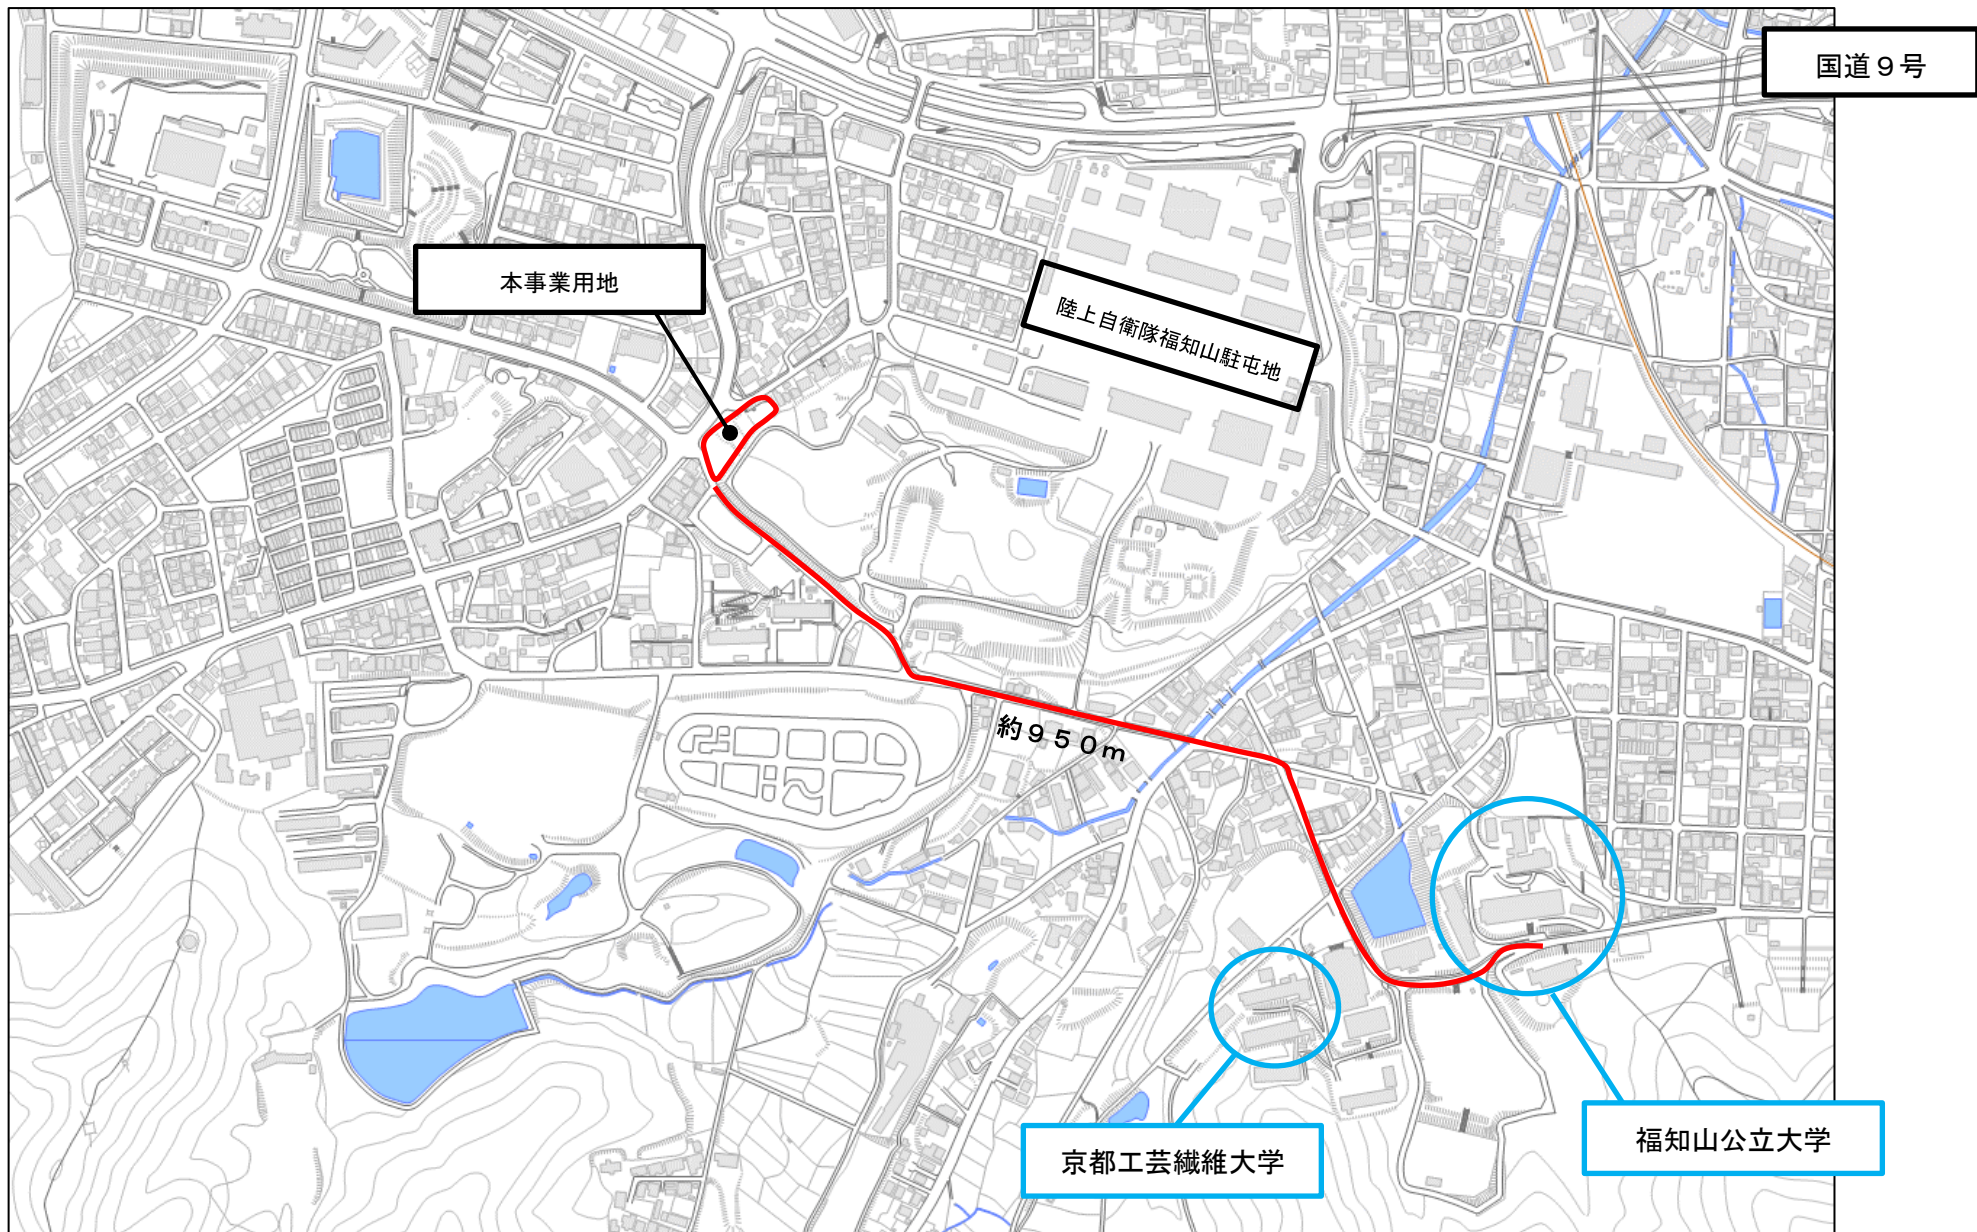 国道９号
本事業用地
陸上自衛隊福知山駐屯地
約９５０ｍ
福知山公立大学
京都工芸繊維大学